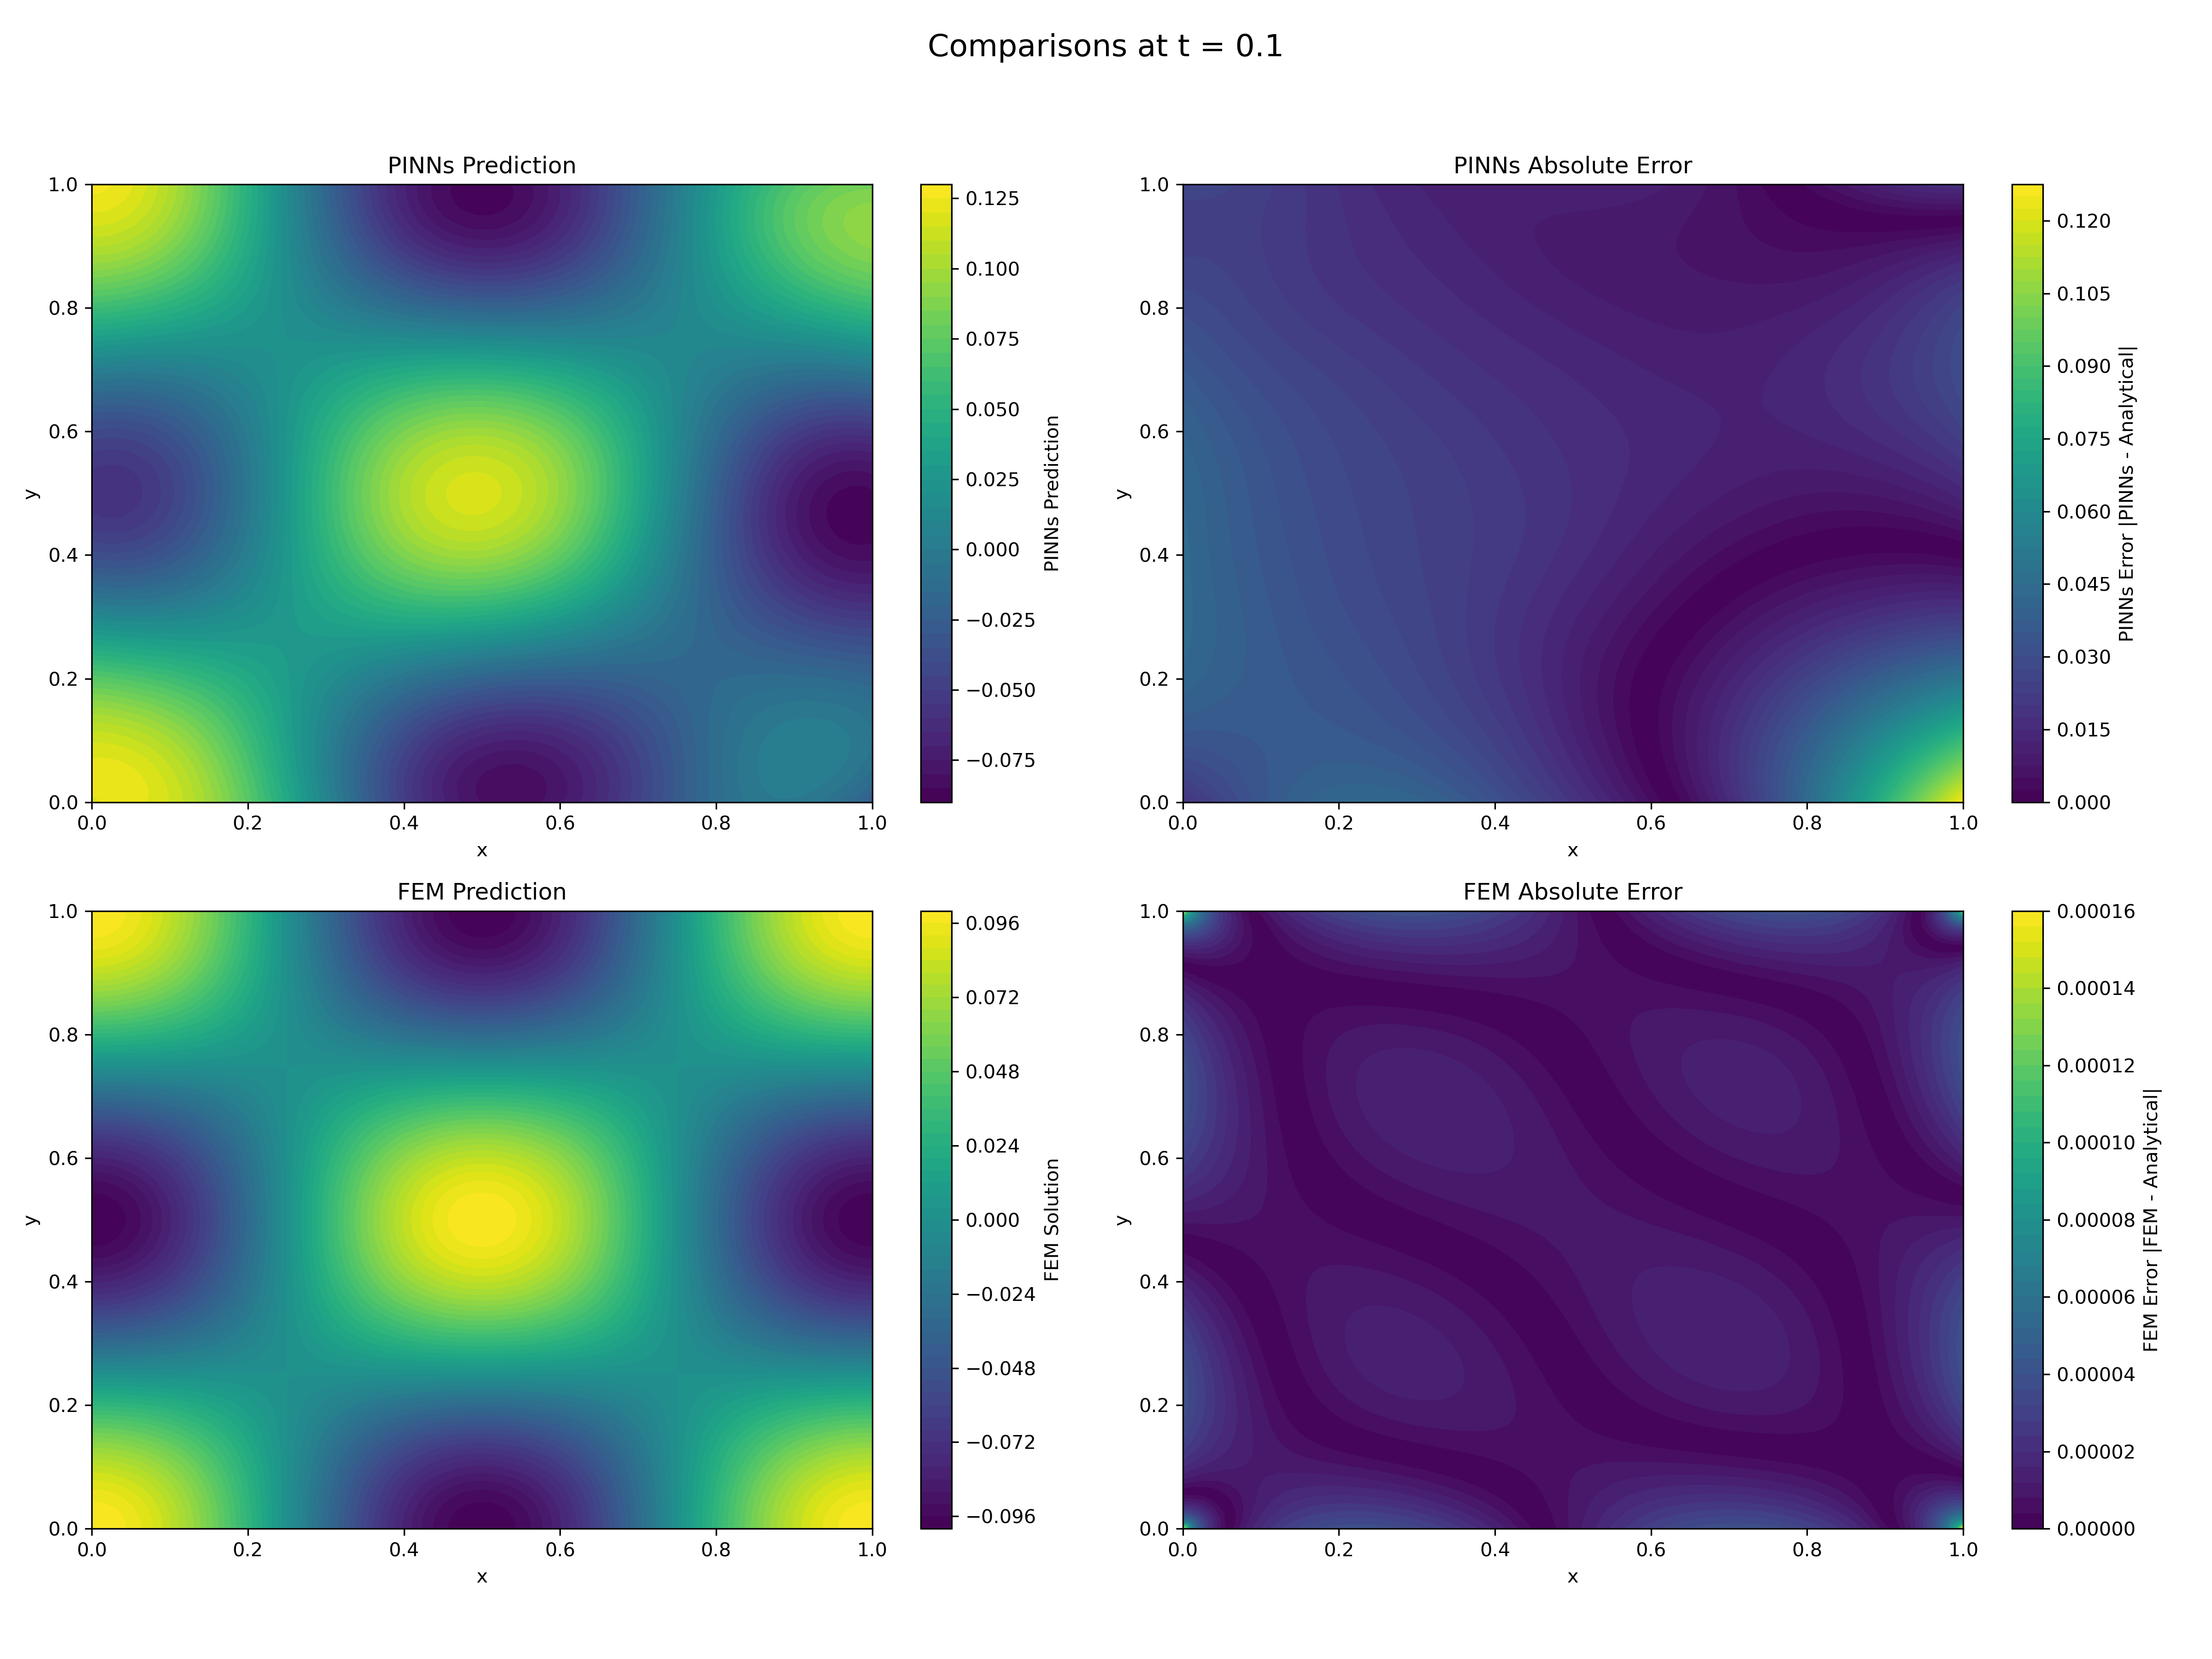 Comparisons at t = 0.1
PINNs Prediction
1.0
0.8
0.6
0.4
0.2
0.0
y
0.0 0.2 0.4 0.6 0.8 1.0
x
0.125
0.100
0.075
0.050
0.025
0.000
−0.025
−0.050
−0.075
PINNs Prediction
PINNs Absolute Error
1.0
0.8
0.6
0.4
0.2
0.0
y
0.0 0.2 0.4 0.6 0.8 1.0
x
0.120
0.105
0.090
0.075
0.060
0.045
0.030
0.015
0.000
PINNs Error |PINNs - Analytical|
FEM Prediction
1.0
0.8
0.6
0.4
0.2
0.0
y
0.0 0.2 0.4 0.6 0.8 1.0
x
0.096
0.072
0.048
0.024
0.000
−0.024
−0.048
−0.072
−0.096
FEM Solution
FEM Absolute Error
1.0
0.8
0.6
0.4
0.2
0.0
y
0.0 0.2 0.4 0.6 0.8 1.0
x
0.00016
0.00014
0.00012
0.00010
0.00008
0.00006
0.00004
0.00002
0.00000
FEM Error |FEM - Analytical|